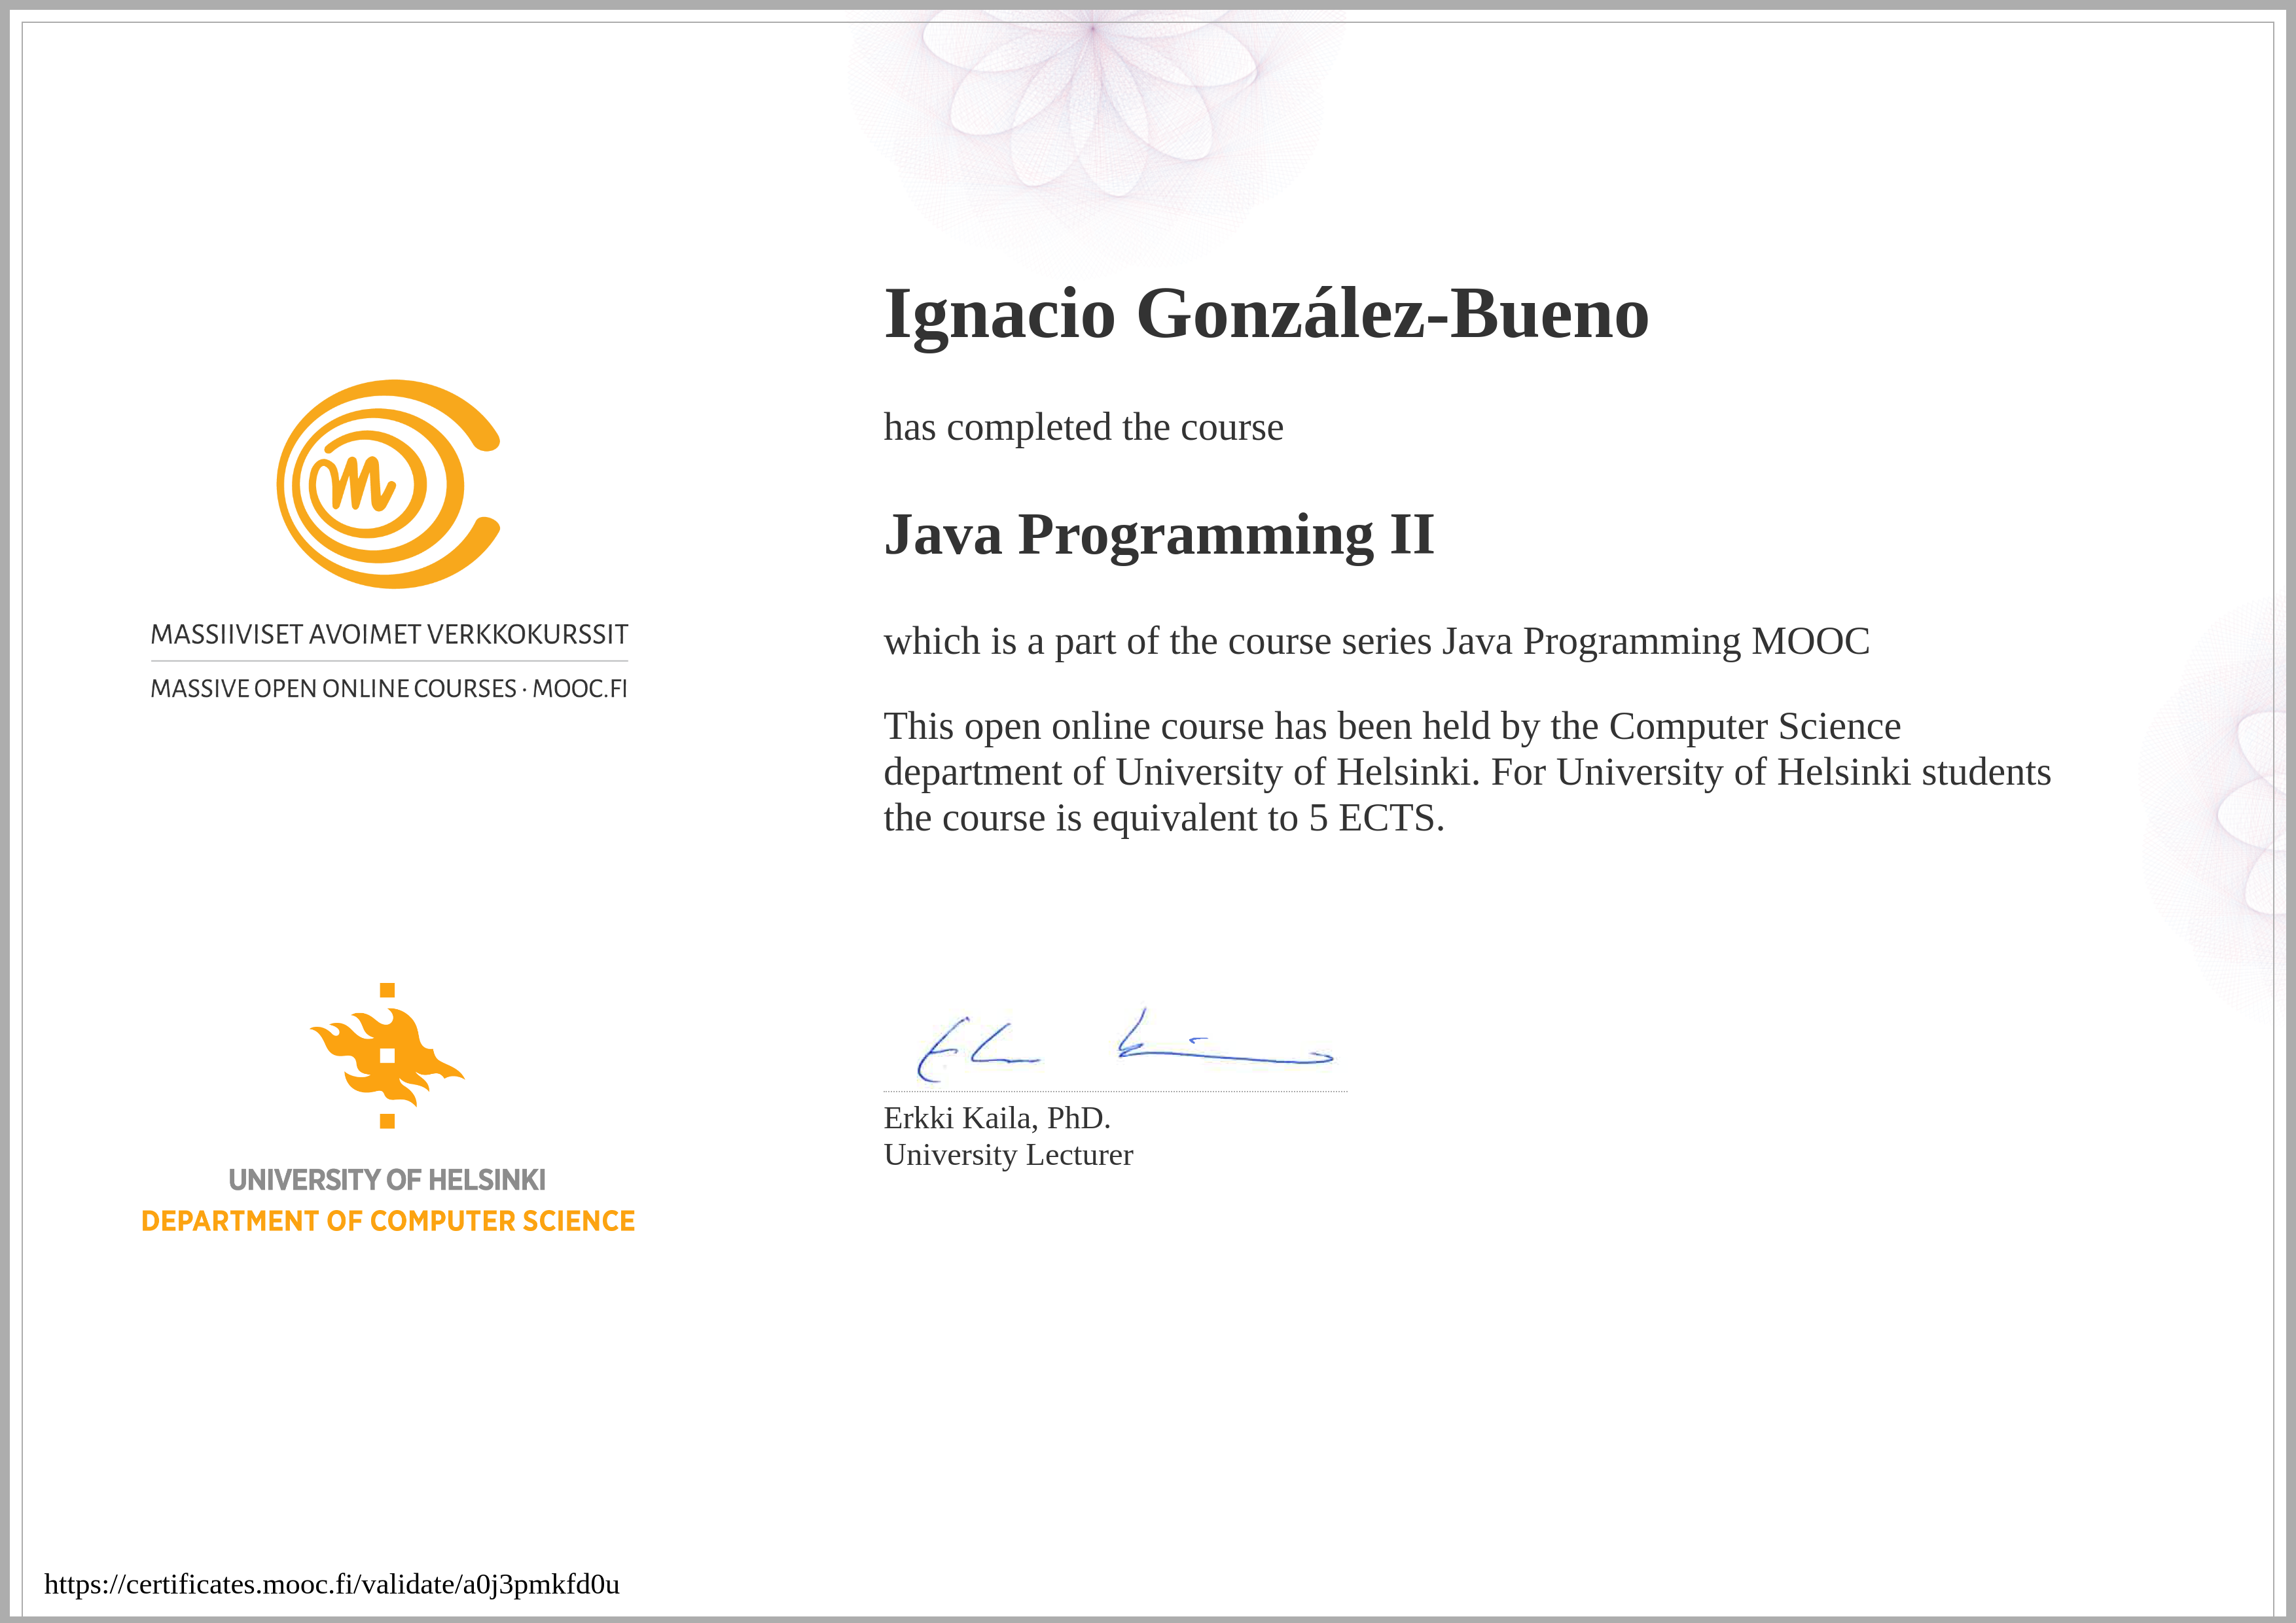 Ignacio González-Bueno
has completed the course
Java Programming II
which is a part of the course series Java Programming MOOC
This open online course has been held by the Computer Science
department of University of Helsinki. For University of Helsinki students
the course is equivalent to 5 ECTS.
Erkki Kaila, PhD.
University Lecturer
MASSIIVISET AVOIMET VERKKOKURSSIT
MASSIVE OPEN ONLINE COURSES · MOOC.FI
UNIVERSITY OF HELSINKI
DEPARTMENT OF COMPUTER SCIENCE
https://certificates.mooc.fi/validate/a0j3pmkfd0u